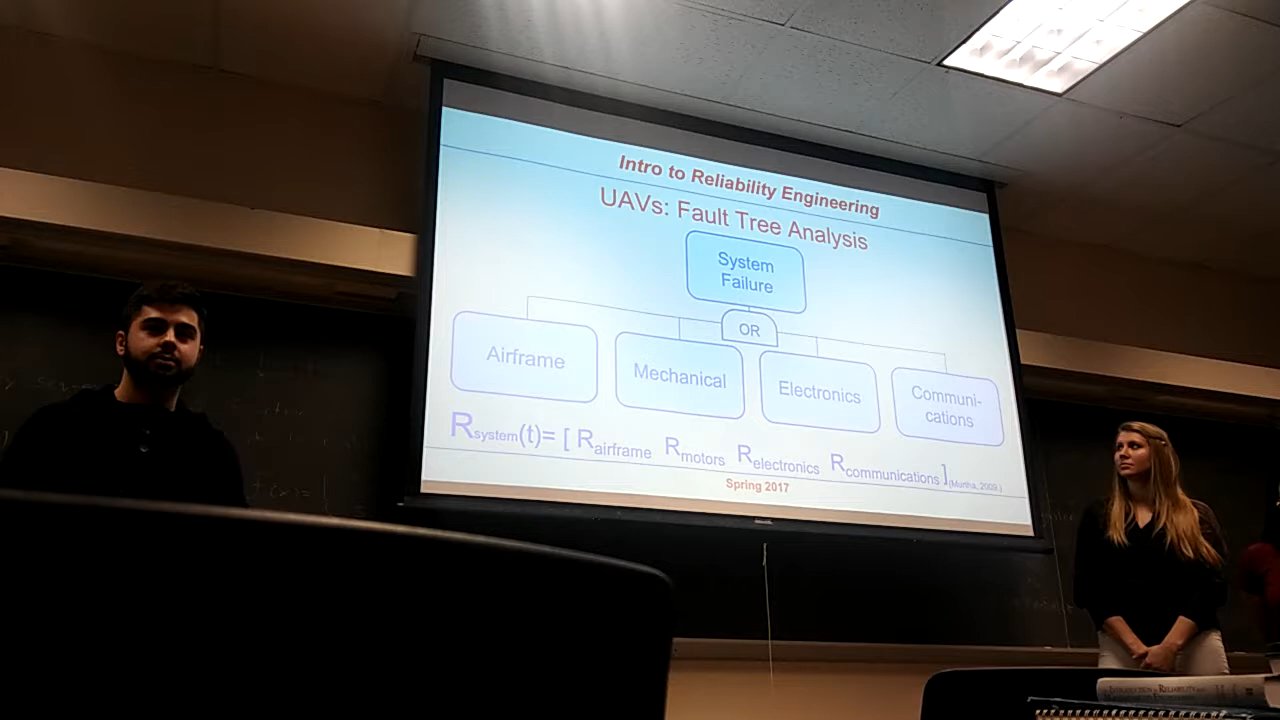 Intro to Reliability Engineering
UAVs: Fault Tree Analysis
System
Failure
OR
Airframe
Mechanical
Electronics
Communi-
cations
Rsystem(t)= [ Rairframe Rmotors Relectronics Rcommunications ] (Murtha, 2009.)
Spring 2017
f(x)=